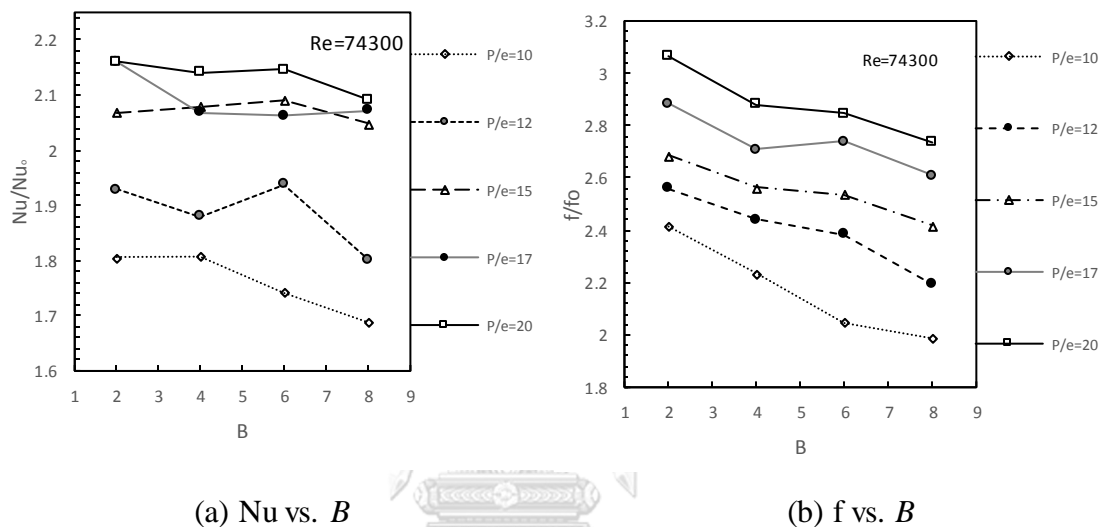 2.2
2.1
2
1.9
1.8
1.7
1.6
Nu/Nu₀
Re=74300
1 2 3 4 5 6 7 8 9
B
P/e=10
P/e=12
P/e=15
P/e=17
P/e=20
(a) Nu vs. B
3.2
3
2.8
2.6
2.4
2.2
2
1.8
f/fo
Re=74300
1 2 3 4 5 6 7 8 9
B
P/e=10
P/e=12
P/e=15
P/e=17
P/e=20
(b) f vs. B